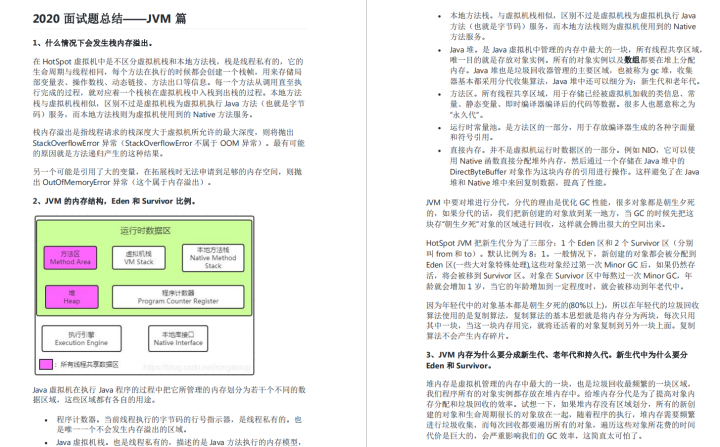 2020 面试题总结——JVM 篇
1、什么情况下会发生栈内存溢出。
在 HotSpot 虚拟机中是不区分虚拟机栈和本地方法栈，栈是线程私有的，它的
生命周期与线程相同，每个方法在执行的时候都会创建一个栈帧，用来存储局
部变量表、操作数栈、动态链接、方法出口等信息。每一个方法从调用直至执
行完成的过程，就对应着一个栈帧在虚拟机栈中入栈到出栈的过程。本地方法
栈与虚拟机栈相似，区别不过是虚拟机栈为虚拟机执行 Java 方法（也就是字节
码）服务，而本地方法栈则为虚拟机使用到的 Native 方法服务。
栈内存溢出是指线程请求的栈深度大于虚拟机所允许的最大深度，则将抛出
StackOverflowError 异常（StackOverflowError 不属于 OOM 异常）。最有可能
的原因就是方法递归产生的这种结果。
另一个可能是引用了大的变量，在拓展栈时无法申请到足够的内存空间，则抛
出 OutOfMemoryError 异常（这个属于内存溢出）。
2、JVM 的内存结构，Eden 和 Survivor 比例。
运行时数据区
方法区
Method Area
虚拟机栈
VM Stack
本地方法栈
Native Method
Stack
堆
Heap
程序计数器
Program Counter Register
执行引擎
Execution Engine
本地库接口
Native Interface
：所有线程共享数据区
Java 虚拟机在执行 Java 程序的过程中把它所管理的内存划分为若干个不同的数
据区域，这些区域都有各自的用途。
• 程序计数器。当前线程执行的字节码的行号指示器，是线程私有的。也
是唯一一个不会发生内存溢出的区域。
• Java 虚拟机栈。也是线程私有的，描述的是 Java 方法执行的内存模型，
• 本地方法栈。与虚拟机栈相似，区别不过是虚拟机栈为虚拟机执行 Java
方法（也就是字节码）服务，而本地方法栈则为虚拟机使用到的 Native
方法服务。
• Java 堆。是 Java 虚拟机中管理的内存中最大的一块，所有线程共享区域，
唯一目的就是存放对象实例。所有的对象实例以及数组都要在堆上分配
内存。Java 堆也是垃圾回收器管理的主要区域，也被称为 gc 堆，收集
器基本都采用分代收集算法，Java 堆中还可以细分为：新生代和老年代。
• 方法区。所有线程共享区域，用于存储已经被虚拟机加载的类信息、常
量、静态变量、即时编译器编译后的代码等数据。很多人也愿意称之为
“永久代”。
• 运行时常量池。是方法区的一部分，用于存放编译器生成的各种字面量
和符号引用。
• 直接内存。并不是虚拟机运行时数据区的一部分。例如 NIO，它可以使
用 Native 函数直接分配堆外内存，然后通过一个存储在 Java 堆中的
DirectByteBuffer 对象作为这块内存的引用进行操作。这样避免了在 Java
堆和 Native 堆中来回复制数据，提高了性能。
JVM 中要对堆进行分代，分代的理由是优化 GC 性能，很多对象都是朝生夕死
的，如果分代的话，我们把新创建的对象放到某一地方，当 GC 的时候先把这
块存“朝生夕死”对象的区域进行回收，这样就会腾出很大的空间出来。
HotSpot JVM 把新生代分为了三部分：1 个 Eden 区和 2 个 Survivor 区（分别
叫 from 和 to）。默认比例为 8：1。一般情况下，新创建的对象都会被分配到
Eden 区(一些大对象特殊处理),这些对象经过第一次 Minor GC 后，如果仍然存
活，将会被移到 Survivor 区。对象在 Survivor 区中每熬过一次 Minor GC，年
龄就会增加 1 岁，当它的年龄增加到一定程度时，就会被移动到年老代中。
因为年轻代中的对象基本都是朝生夕死的(80%以上)，所以在年轻代的垃圾回收
算法使用的是复制算法，复制算法的基本思想就是将内存分为两块，每次只用
其中一块，当这一块内存用完，就将还活着的对象复制到另外一块上面。复制
算法不会产生内存碎片。
3、JVM 内存为什么要分成新生代、老年代和持久代。新生代中为什么要分
Eden 和 Survivor。
堆内存是虚拟机管理的内存中最大的一块，也是垃圾回收最频繁的一块区域，
我们程序所有的对象实例都存放在堆内存中。给堆内存分代是为了提高对象内
存分配和垃圾回收的效率。试想一下，如果堆内存没有区域划分，所有的新创
建的对象和生命周期很长的对象放在一起，随着程序的执行，堆内存需要频繁
进行垃圾收集，而每次回收都要遍历所有的对象，遍历这些对象所花费的时间
代价是巨大的，会严重影响我们的 GC 效率，这简直太可怕了。